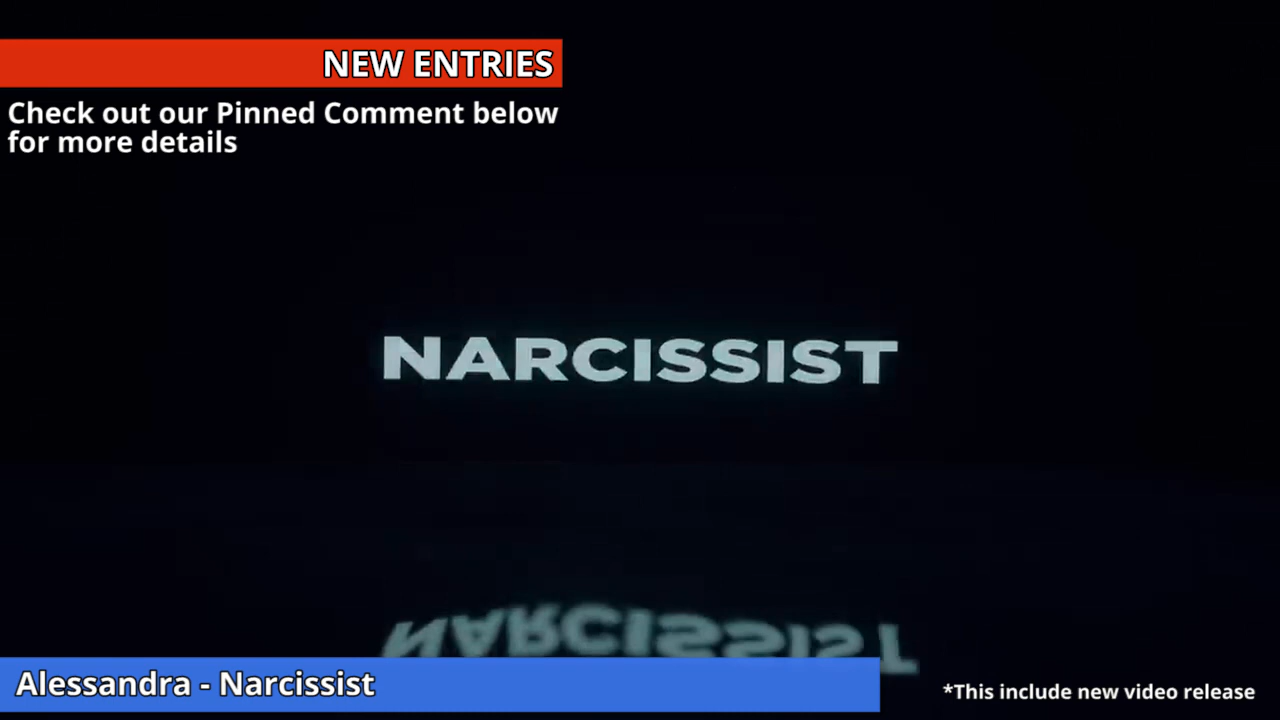 NEW ENTRIES
Check out our Pinned Comment below
for more details
NARCISSIST
NARCISSIST
Alessandra - Narcissist
*This include new video release